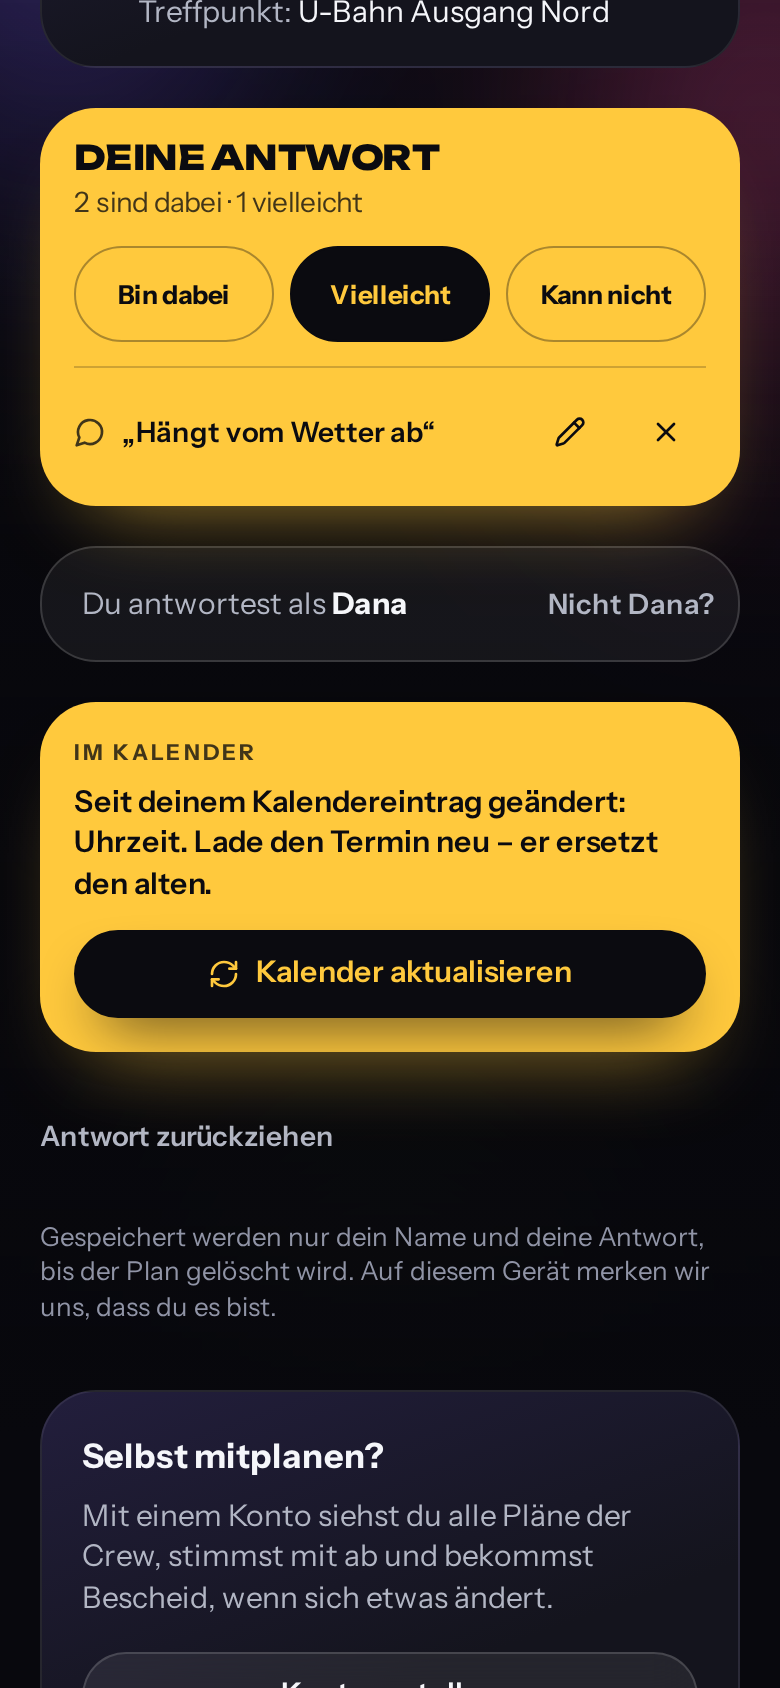 Treffpunkt: U-Bahn Ausgang Nord
DEINE ANTWORT
2 sind dabei · 1 vielleicht
Bin dabei
Vielleicht
Kann nicht
„Hängt vom Wetter ab“
Du antwortest als Dana
Nicht Dana?
IM KALENDER
Seit deinem Kalendereintrag geändert:
Uhrzeit. Lade den Termin neu – er ersetzt
den alten.
Kalender aktualisieren
Antwort zurückziehen
Gespeichert werden nur dein Name und deine Antwort,
bis der Plan gelöscht wird. Auf diesem Gerät merken wir
uns, dass du es bist.
Selbst mitplanen?
Mit einem Konto siehst du alle Pläne der
Crew, stimmst mit ab und bekommst
Bescheid, wenn sich etwas ändert.